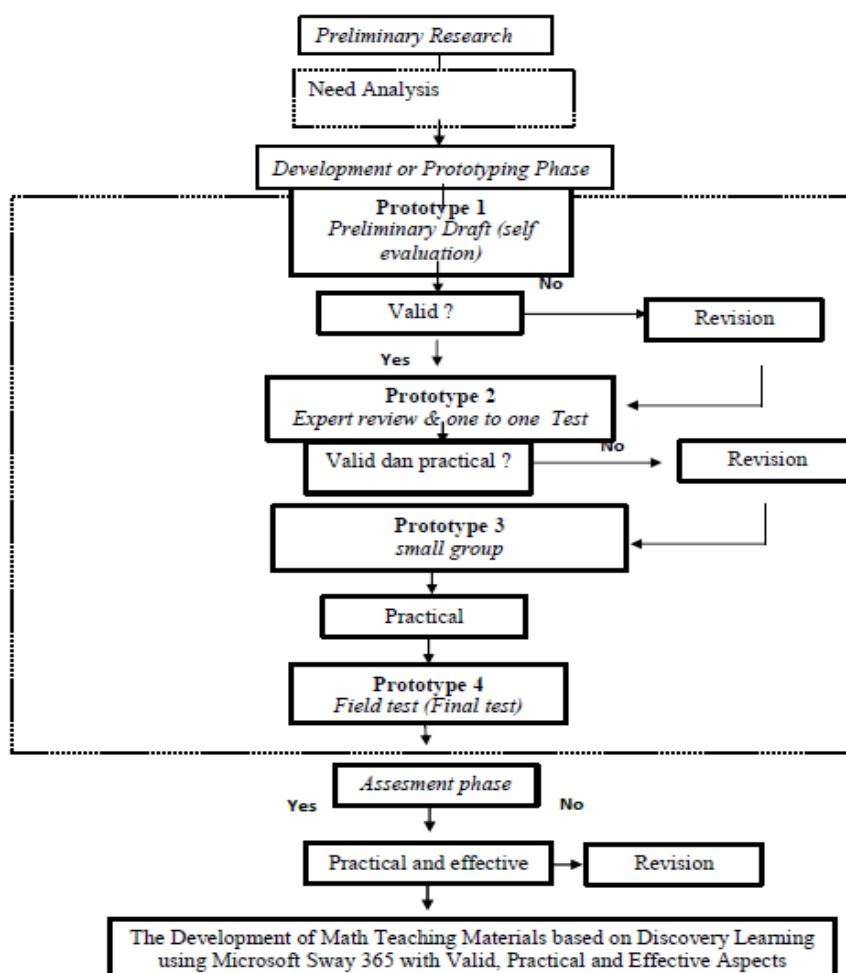 Preliminary Research
Need Analysis
Development or Prototyping Phase
Prototype 1
Preliminary Draft (self
evaluation)
No
Valid ?
Revision
Yes
Prototype 2
Expert review & one to one Test
No
Valid dan practical ?
Revision
Prototype 3
small group
Practical
Prototype 4
Field test (Final test)
Assesment phase
Yes
No
Practical and effective
Revision
The Development of Math Teaching Materials based on Discovery Learning
using Microsoft Sway 365 with Valid, Practical and Effective Aspects